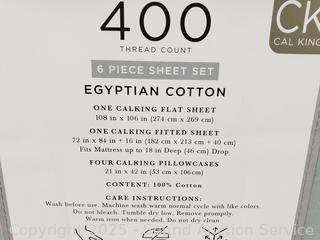 400
CK
THREAD COUNT
CAL KING
6 PIECE SHEET SET
EGYPTIAN COTTON
ONE CALKING FLAT SHEET
108 in x 106 in (274 cm x 269 cm)
ONE CALKING FITTED SHEET
72 in x 84 in + 16 in (182 cm x 213 cm + 40 cm)
Fits Mattress up to 18 in Deep (46 cm) Drop
FOUR CALKING PILLOWCASES
21 in x 42 in (53 cm x 106cm)
CONTENT: 100% Cotton
CARE INSTRUCTIONS:
Wash before use. Machine wash warm normal cycle with like colors.
Do not bleach. Tumble dry low. Remove promptly.
Warm iron when needed. Do not dry clean.